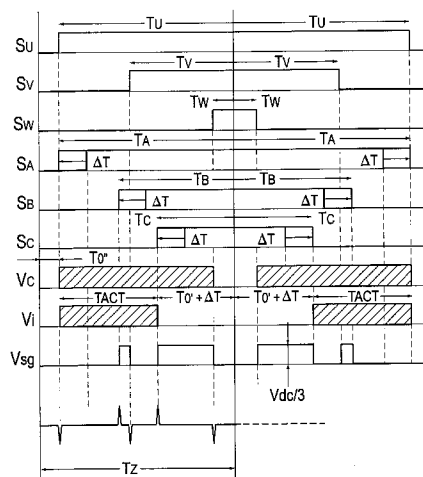 TU TU
SU
TV TV
SV
TW TW
SW
TA TA
SA ΔT ΔT
TB TB
SB ΔT ΔT
TC TC
SC ΔT ΔT
T0"
VC
TACT T0'+ΔT T0'+ΔT TACT
Vi
Vsg
Vdc/3
TZ